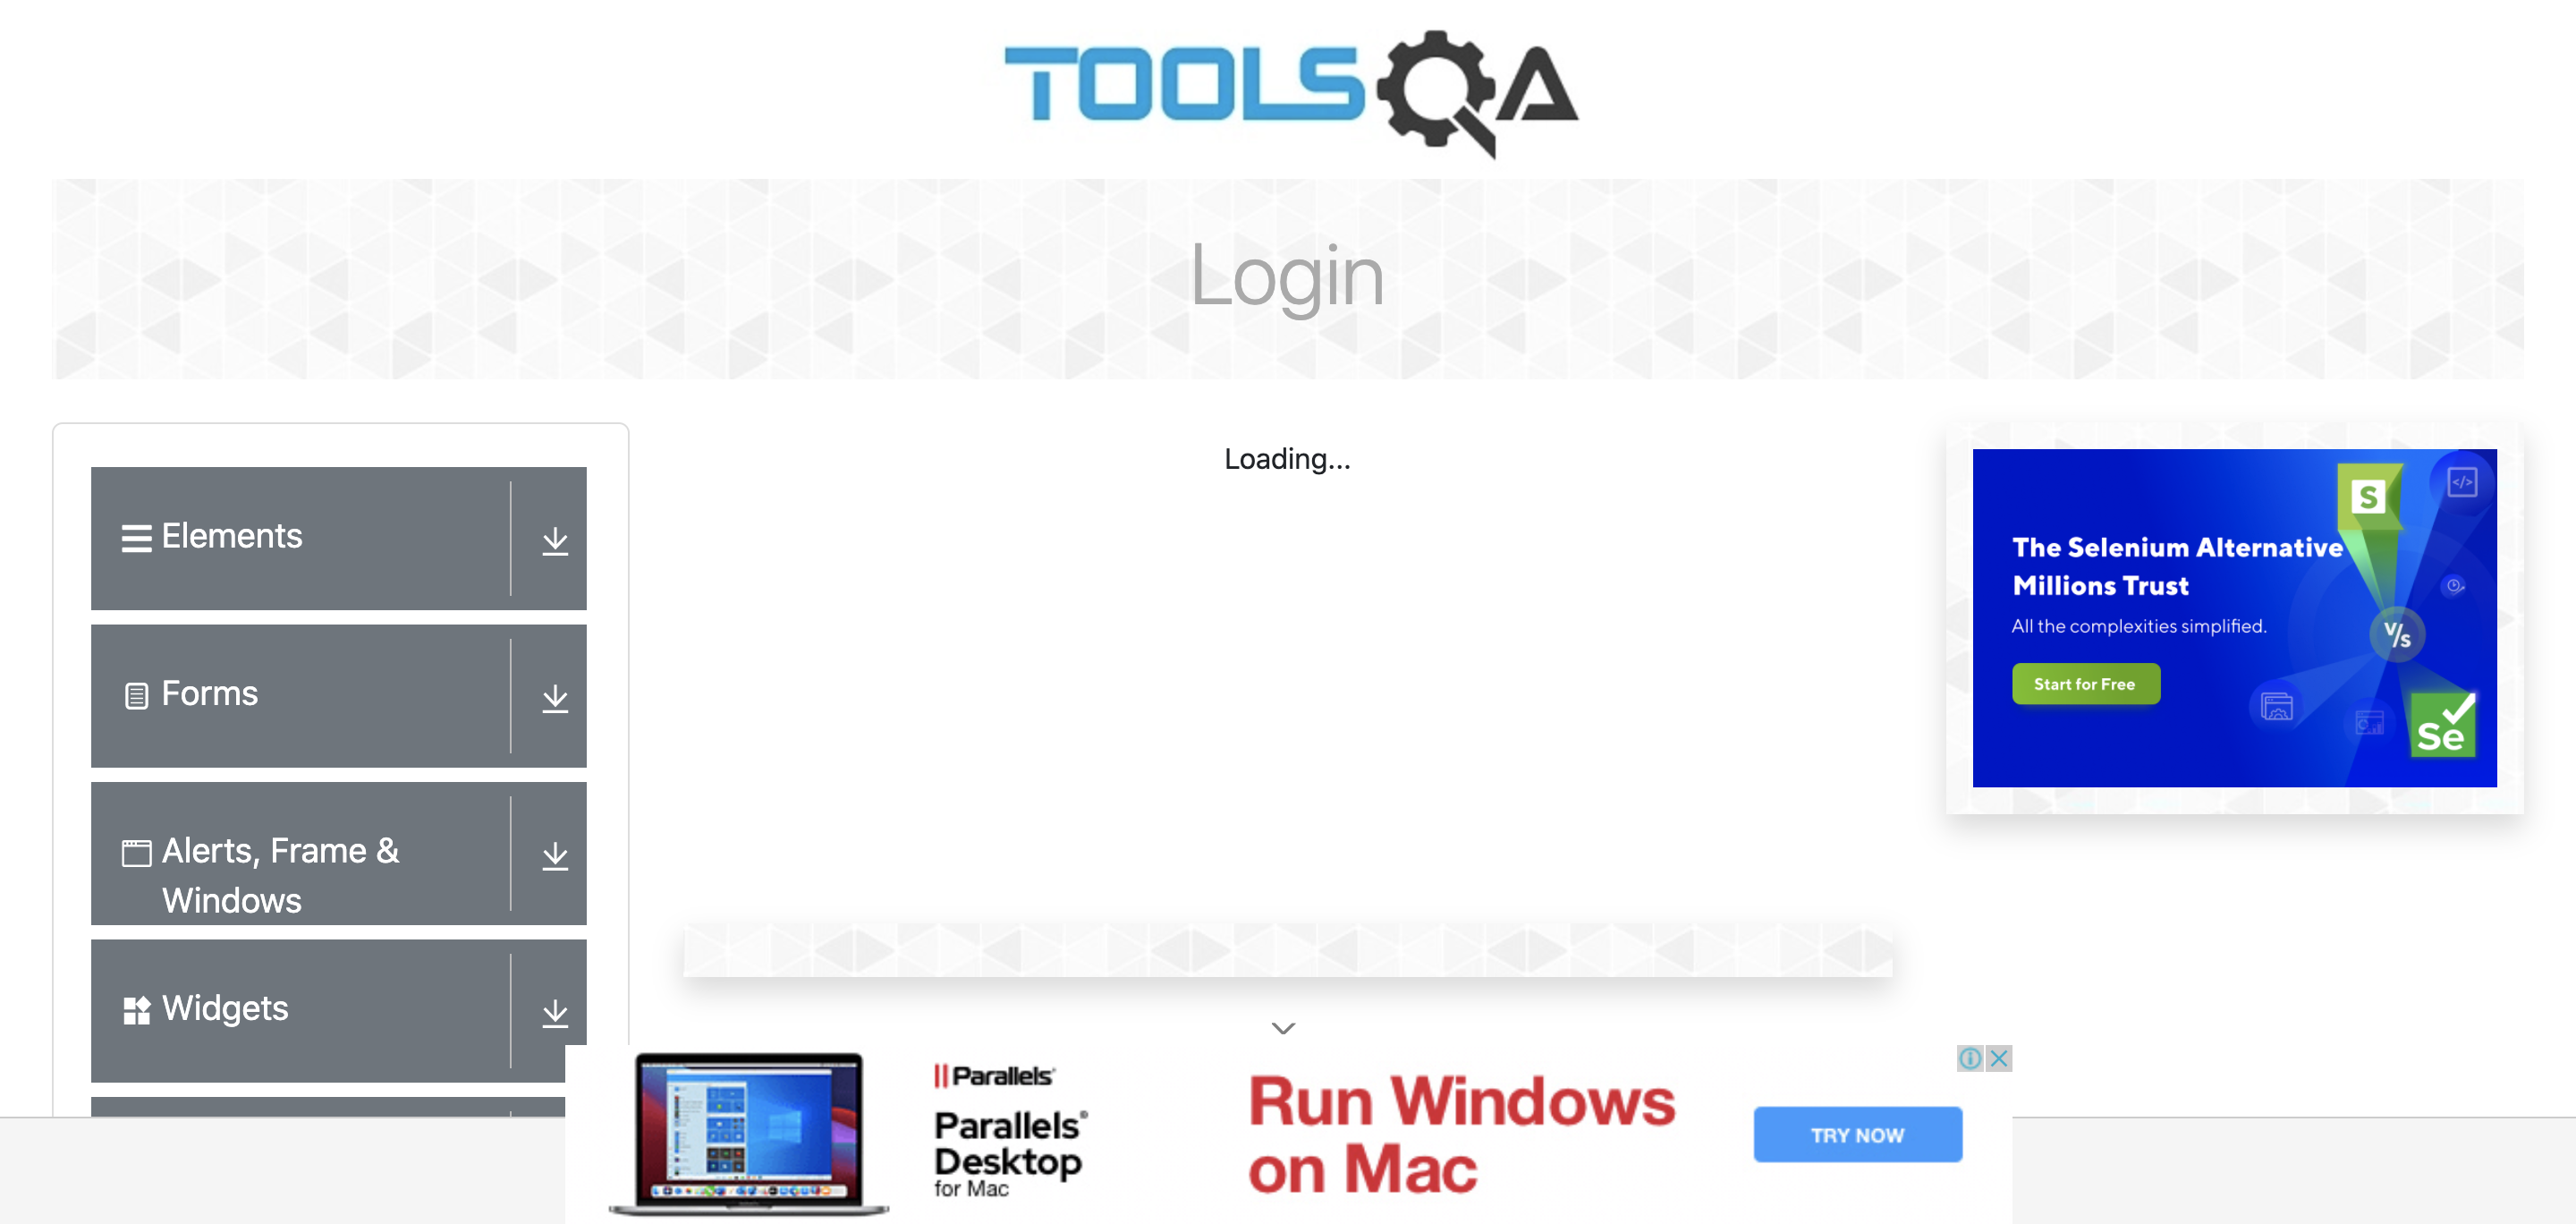 TOOLSQA
Login
Elements
Forms
Alerts, Frame &
Windows
Widgets
Loading...
The Selenium Alternative
Millions Trust
All the complexities simplified.
Start for Free
S
</>
V/s
Se
Parallels®
Parallels®
Desktop
for Mac
Run Windows
on Mac
TRY NOW